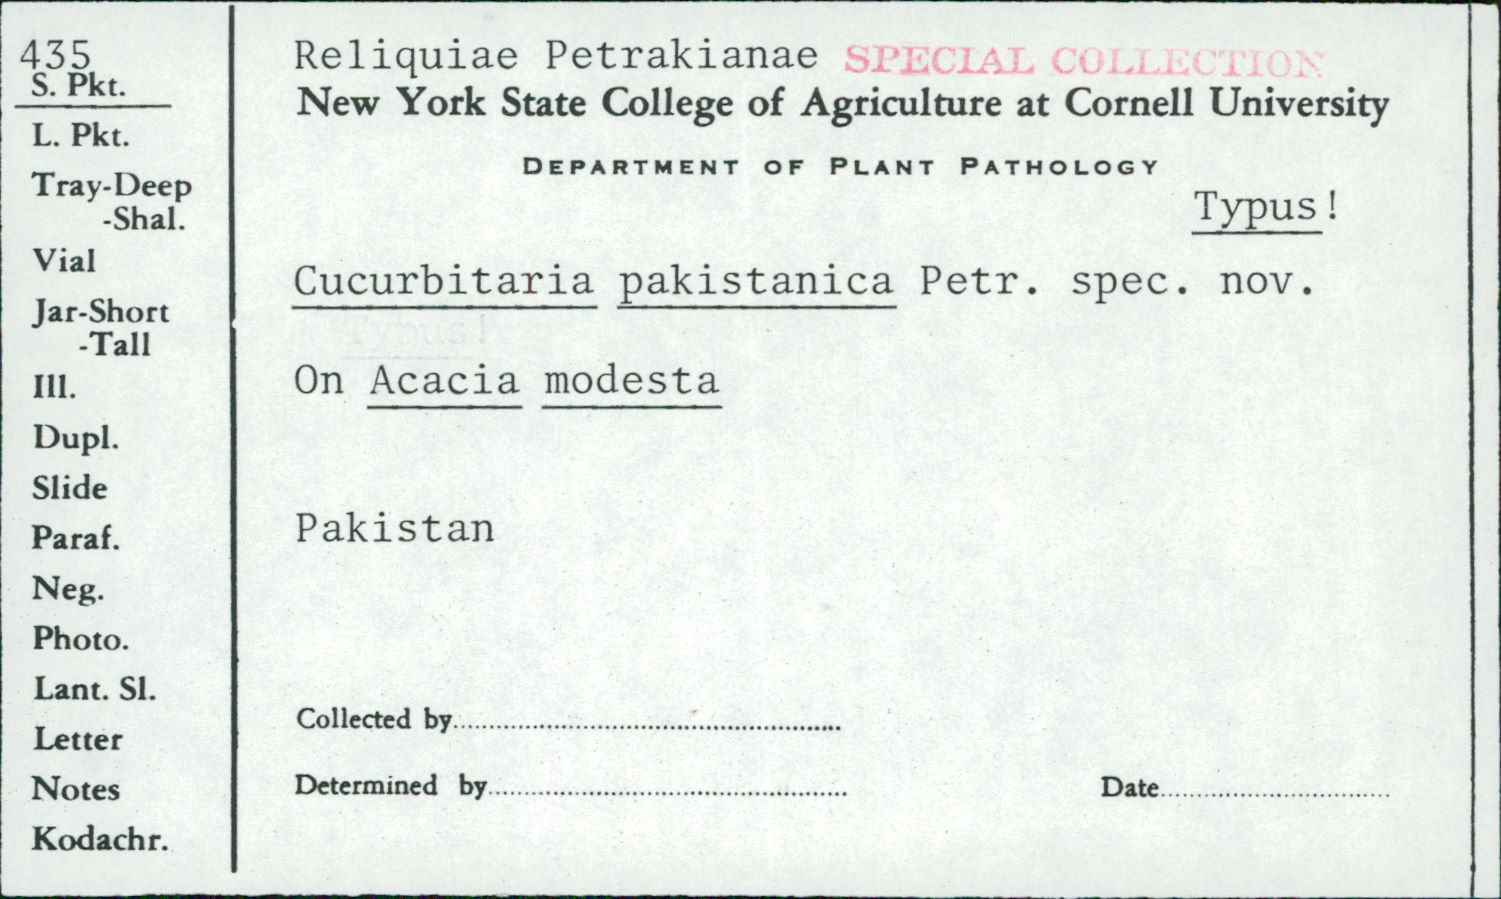 435
S. Pkt.
L. Pkt.
Tray-Deep
-Shal.
Vial
Jar-Short
-Tall
Ill.
Dupl.
Slide
Paraf.
Neg.
Photo.
Lant. Sl.
Letter
Notes
Kodachr.
Reliquiae Petrakianae SPECIAL COLLECTION
New York State College of Agriculture at Cornell University
DEPARTMENT OF PLANT PATHOLOGY
Typus!
Cucurbitaria pakistanica Petr. spec. nov.
Typus!
On Acacia modesta
Pakistan
Collected by
Determined by Date